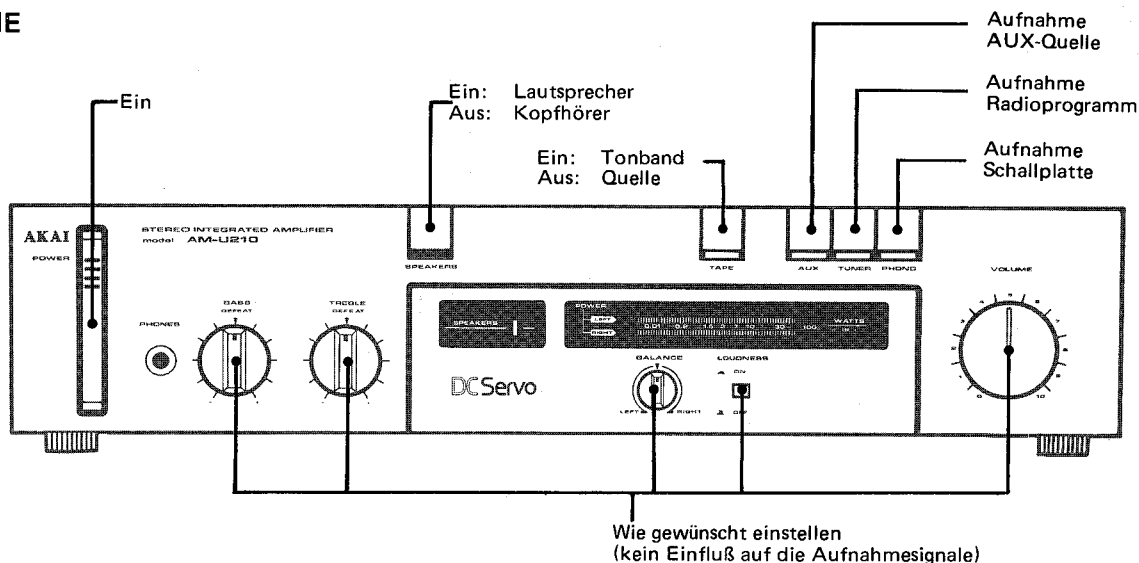 IE
Aufnahme
AUX-Quelle
Aufnahme
Radioprogramm
Aufnahme
Schallplatte
Ein
Ein: Lautsprecher
Aus: Kopfhörer
Ein: Tonband
Aus: Quelle
AKAI
STEREO INTEGRATED AMPLIFIER
model AM-U210
POWER
SPEAKERS
TAPE
AUX TUNER PHONO
VOLUME
PHONES
BASS
DEFEAT
TREBLE
DEFEAT
SPEAKERS
POWER
LEFT
RIGHT
WATTS
100
BALANCE
LOUDNESS
ON
OFF
LEFT RIGHT
DC Servo
0 10
Wie gewünscht einstellen
(kein Einfluß auf die Aufnahmesignale)